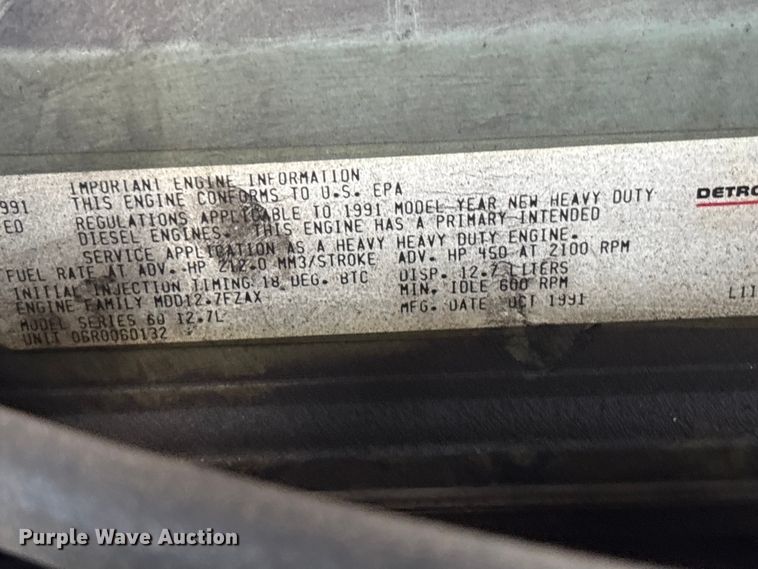 IMPORTANT ENGINE INFORMATION
991 THIS ENGINE CONFORMS TO U.S. EPA
ED REGULATIONS APPLICABLE TO 1991 MODEL YEAR NEW HEAVY DUTY
DIESEL ENGINES. THIS ENGINE HAS A PRIMARY INTENDED
SERVICE APPLICATION AS A HEAVY HEAVY DUTY ENGINE.
FUEL RATE AT ADV. HP 212.0 MM3/STROKE ADV. HP 450 AT 2100 RPM
INITIAL INJECTION TIMING 18 DEG. BTC DISP. 12.7 LITERS
ENGINE FAMILY MDD12.7FZAX MIN. IDLE 600 RPM
MODEL SERIES 60 12.7L MFG. DATE OCT 1991
UNIT 06R0060132
DETRO
L11
Purple Wave Auction